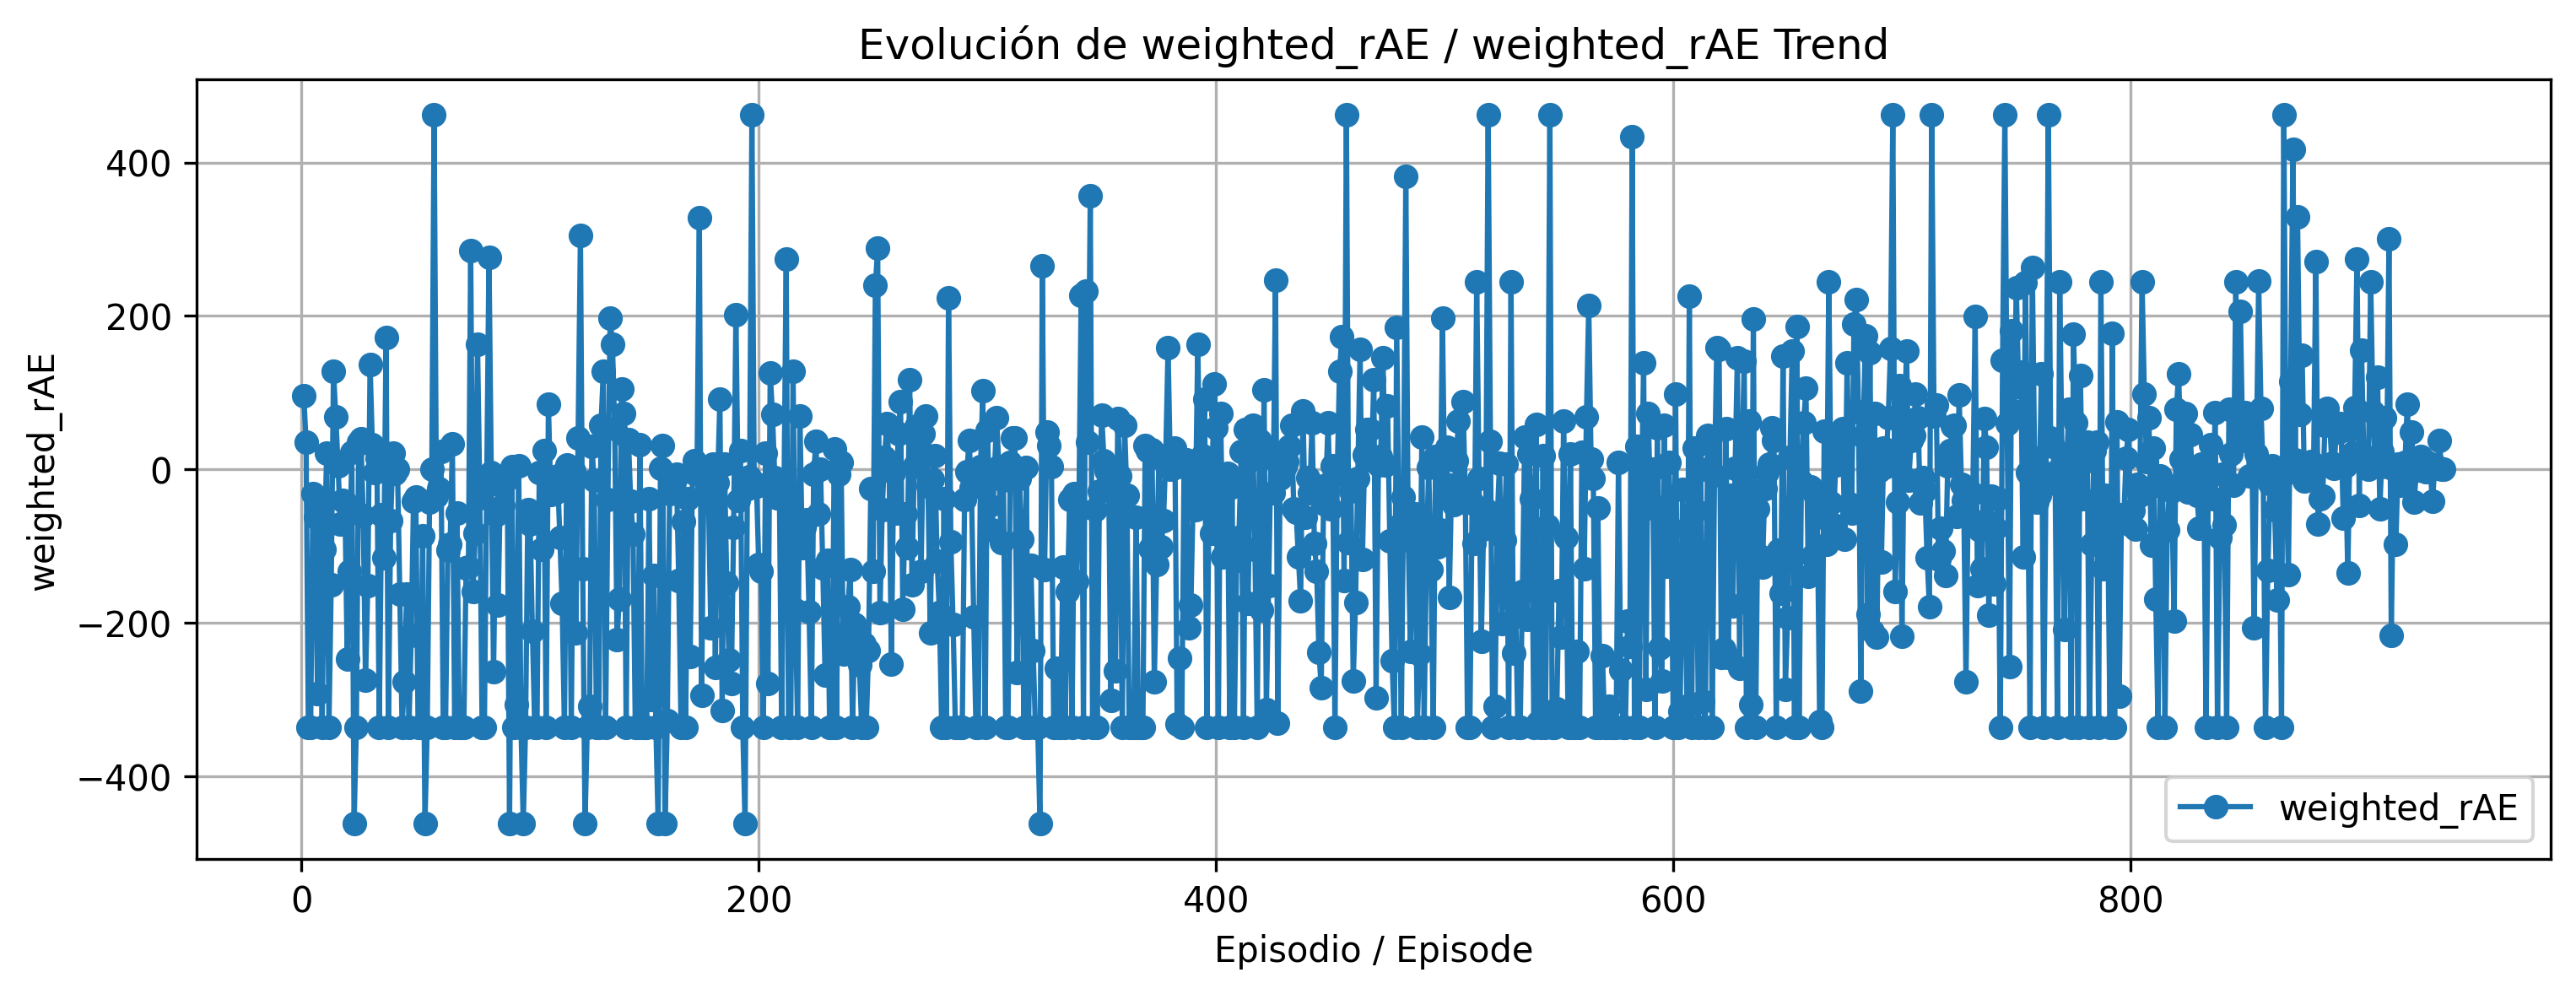 Evolución de weighted_rAE / weighted_rAE Trend
weighted_rAE
400
200
0
−200
−400
0
200
400
600
800
Episodio / Episode
weighted_rAE